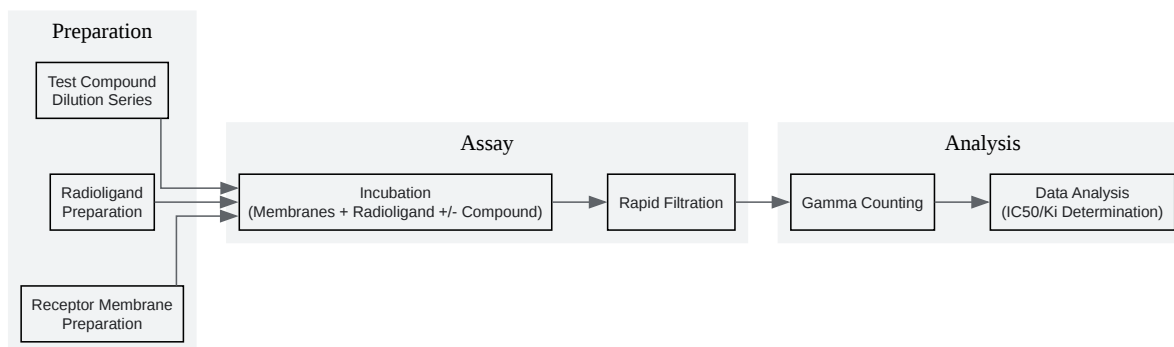 Preparation
Test Compound
Dilution Series
Radioligand
Preparation
Receptor Membrane
Preparation
Assay
Incubation
(Membranes + Radioligand +/- Compound)
Rapid Filtration
Analysis
Gamma Counting
Data Analysis
(IC50/Ki Determination)